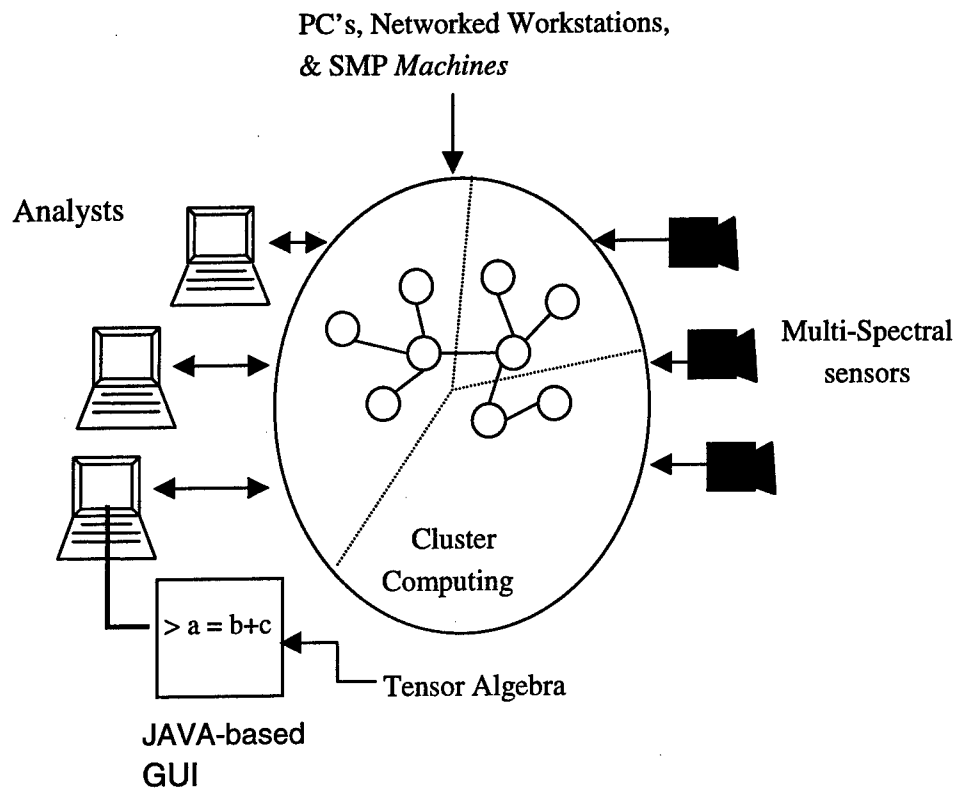 PC's, Networked Workstations,
& SMP Machines
Analysts
Multi-Spectral
sensors
Cluster
Computing
> a = b+c
Tensor Algebra
JAVA-based
GUI